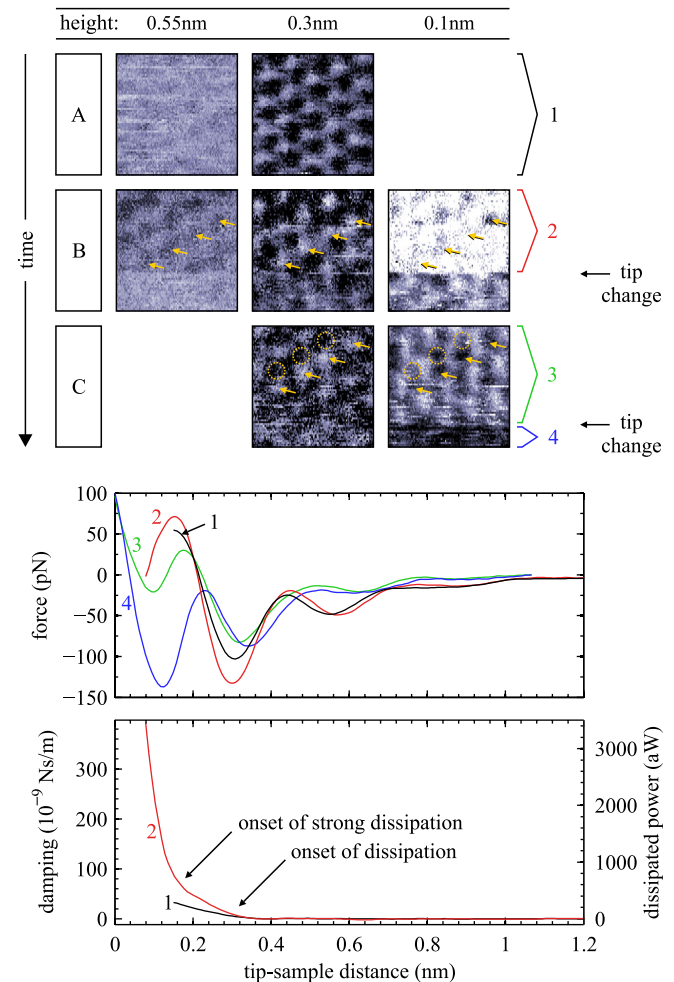 height: 0.55nm 0.3nm 0.1nm
A
1
B
2
tip
change
time
C
3
4
tip
change
100
50
0
−50
−100
−150
force (pN)
2
1
3
4
300
200
100
0
damping (10⁻⁹ Ns/m)
3000
2000
1000
0
dissipated power (aW)
onset of strong dissipation
onset of dissipation
2
1
0 0.2 0.4 0.6 0.8 1 1.2
tip-sample distance (nm)